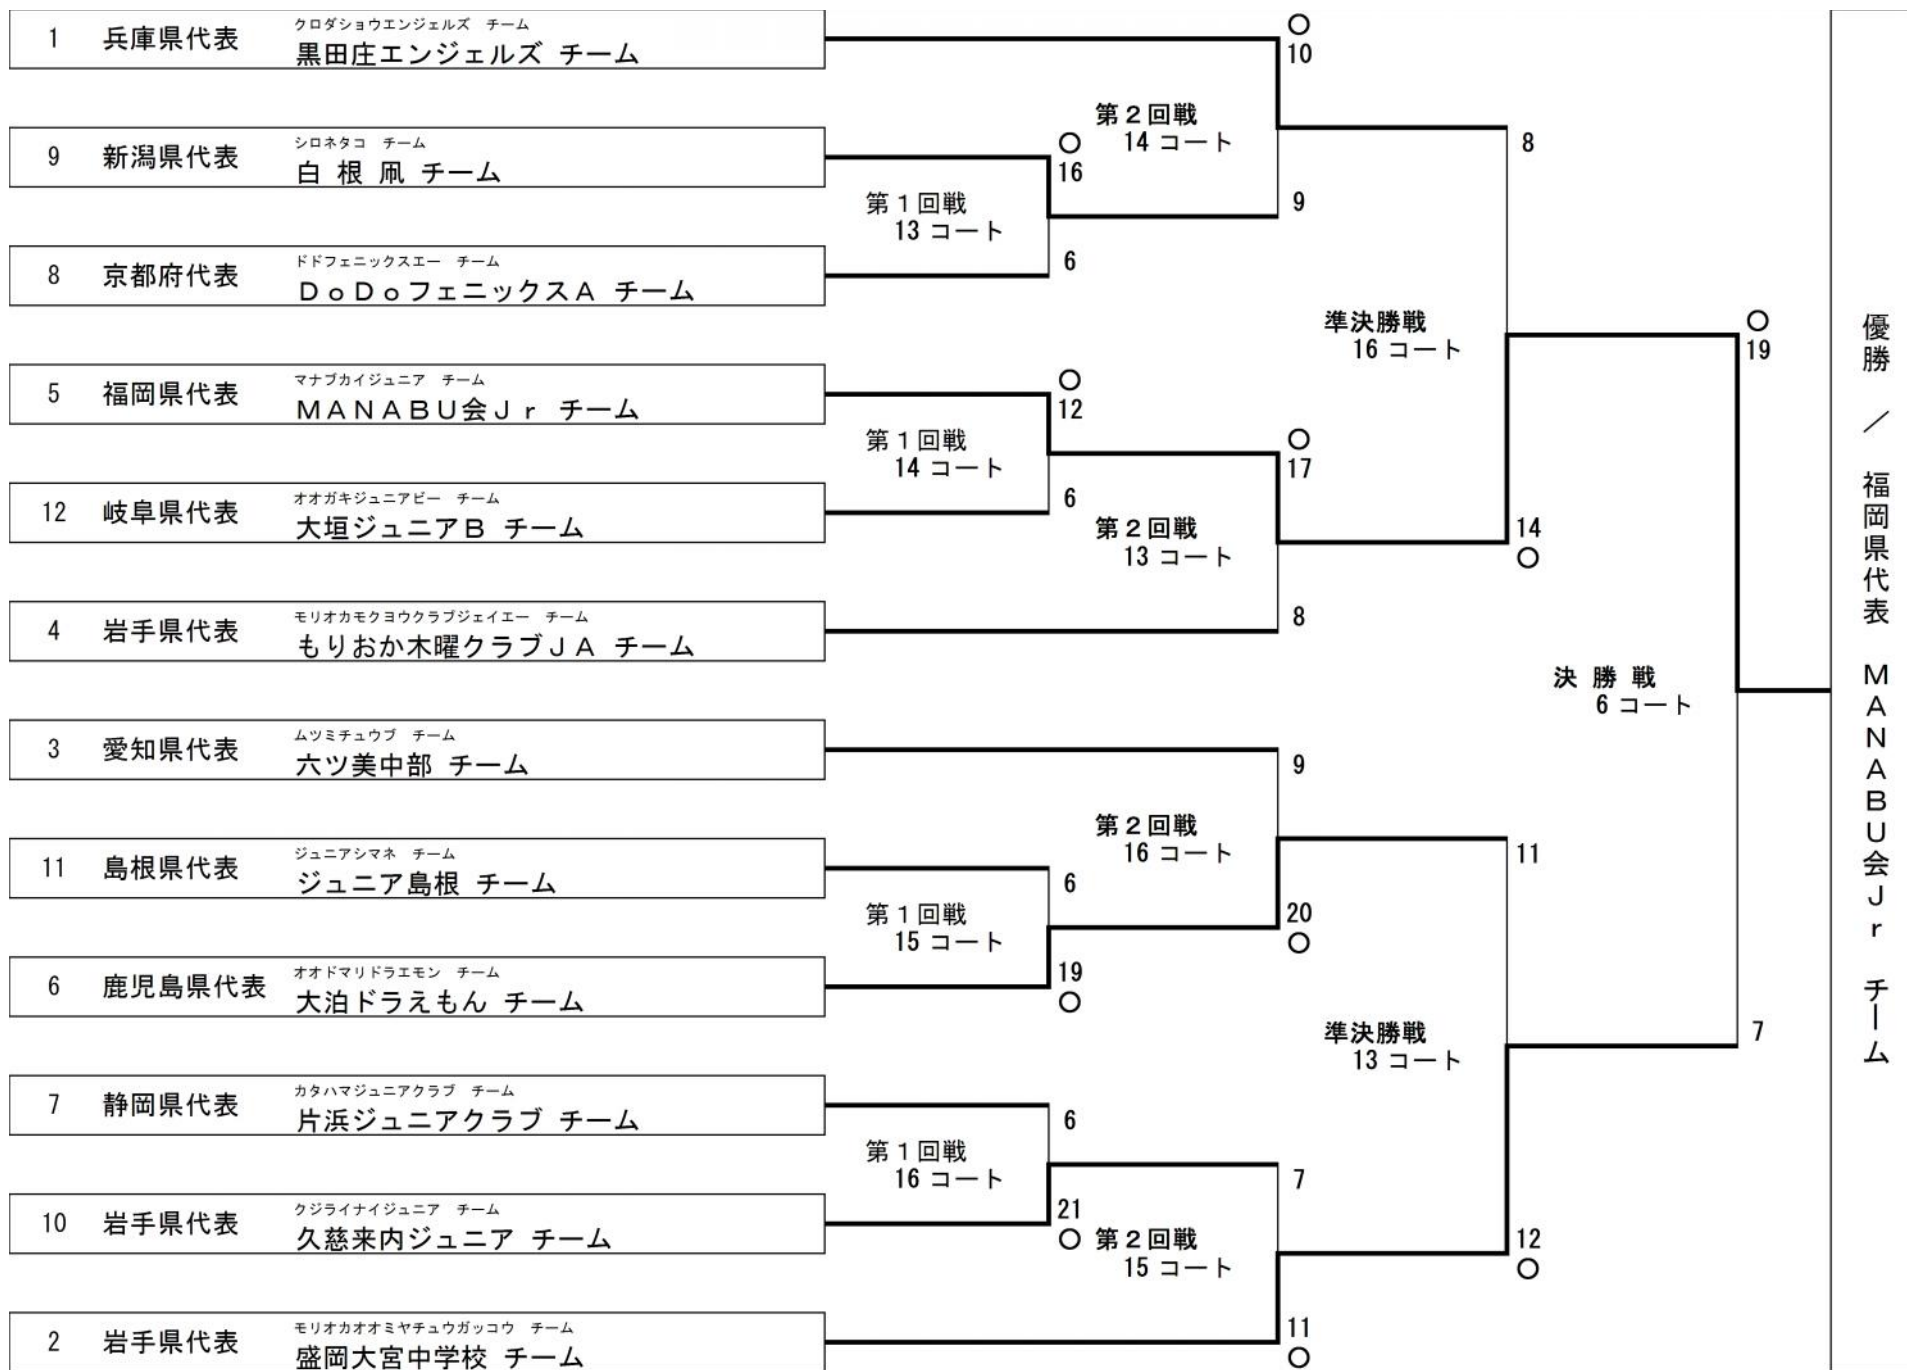 クロダショウエンジェルズ チーム
1 兵庫県代表 黒田庄エンジェルズ チーム
○
10
第2回戦
14 コート
8
シロネタコ チーム
9 新潟県代表 白根凧 チーム
○
16
第1回戦
13 コート
9
ドドフェニックスエー チーム
8 京都府代表 DoDoフェニックスA チーム
6
準決勝戦
16 コート
○
19
マナブカイジュニア チーム
5 福岡県代表 MANABU会Jr チーム
○
12
第1回戦
14 コート
○
17
オオガキジュニアビー チーム
12 岐阜県代表 大垣ジュニアB チーム
6
第2回戦
13 コート
14
○
モリオカモクヨウクラブジェイエー チーム
4 岩手県代表 もりおか木曜クラブJA チーム
8
決勝戦
6 コート
ムツミチュウブ チーム
3 愛知県代表 六ツ美中部 チーム
9
第2回戦
16 コート
11
ジュニアシマネ チーム
11 島根県代表 ジュニア島根 チーム
6
第1回戦
15 コート
20
○
オオドマリドラエモン チーム
6 鹿児島県代表 大泊ドラえもん チーム
19
○
準決勝戦
13 コート
7
カタハマジュニアクラブ チーム
7 静岡県代表 片浜ジュニアクラブ チーム
6
第1回戦
16 コート
7
クジライナイジュニア チーム
10 岩手県代表 久慈来内ジュニア チーム
21
○
第2回戦
15 コート
12
○
モリオカオオミヤチュウガッコウ チーム
2 岩手県代表 盛岡大宮中学校 チーム
11
○
優勝 / 福岡県代表 MANABU会Jr チーム